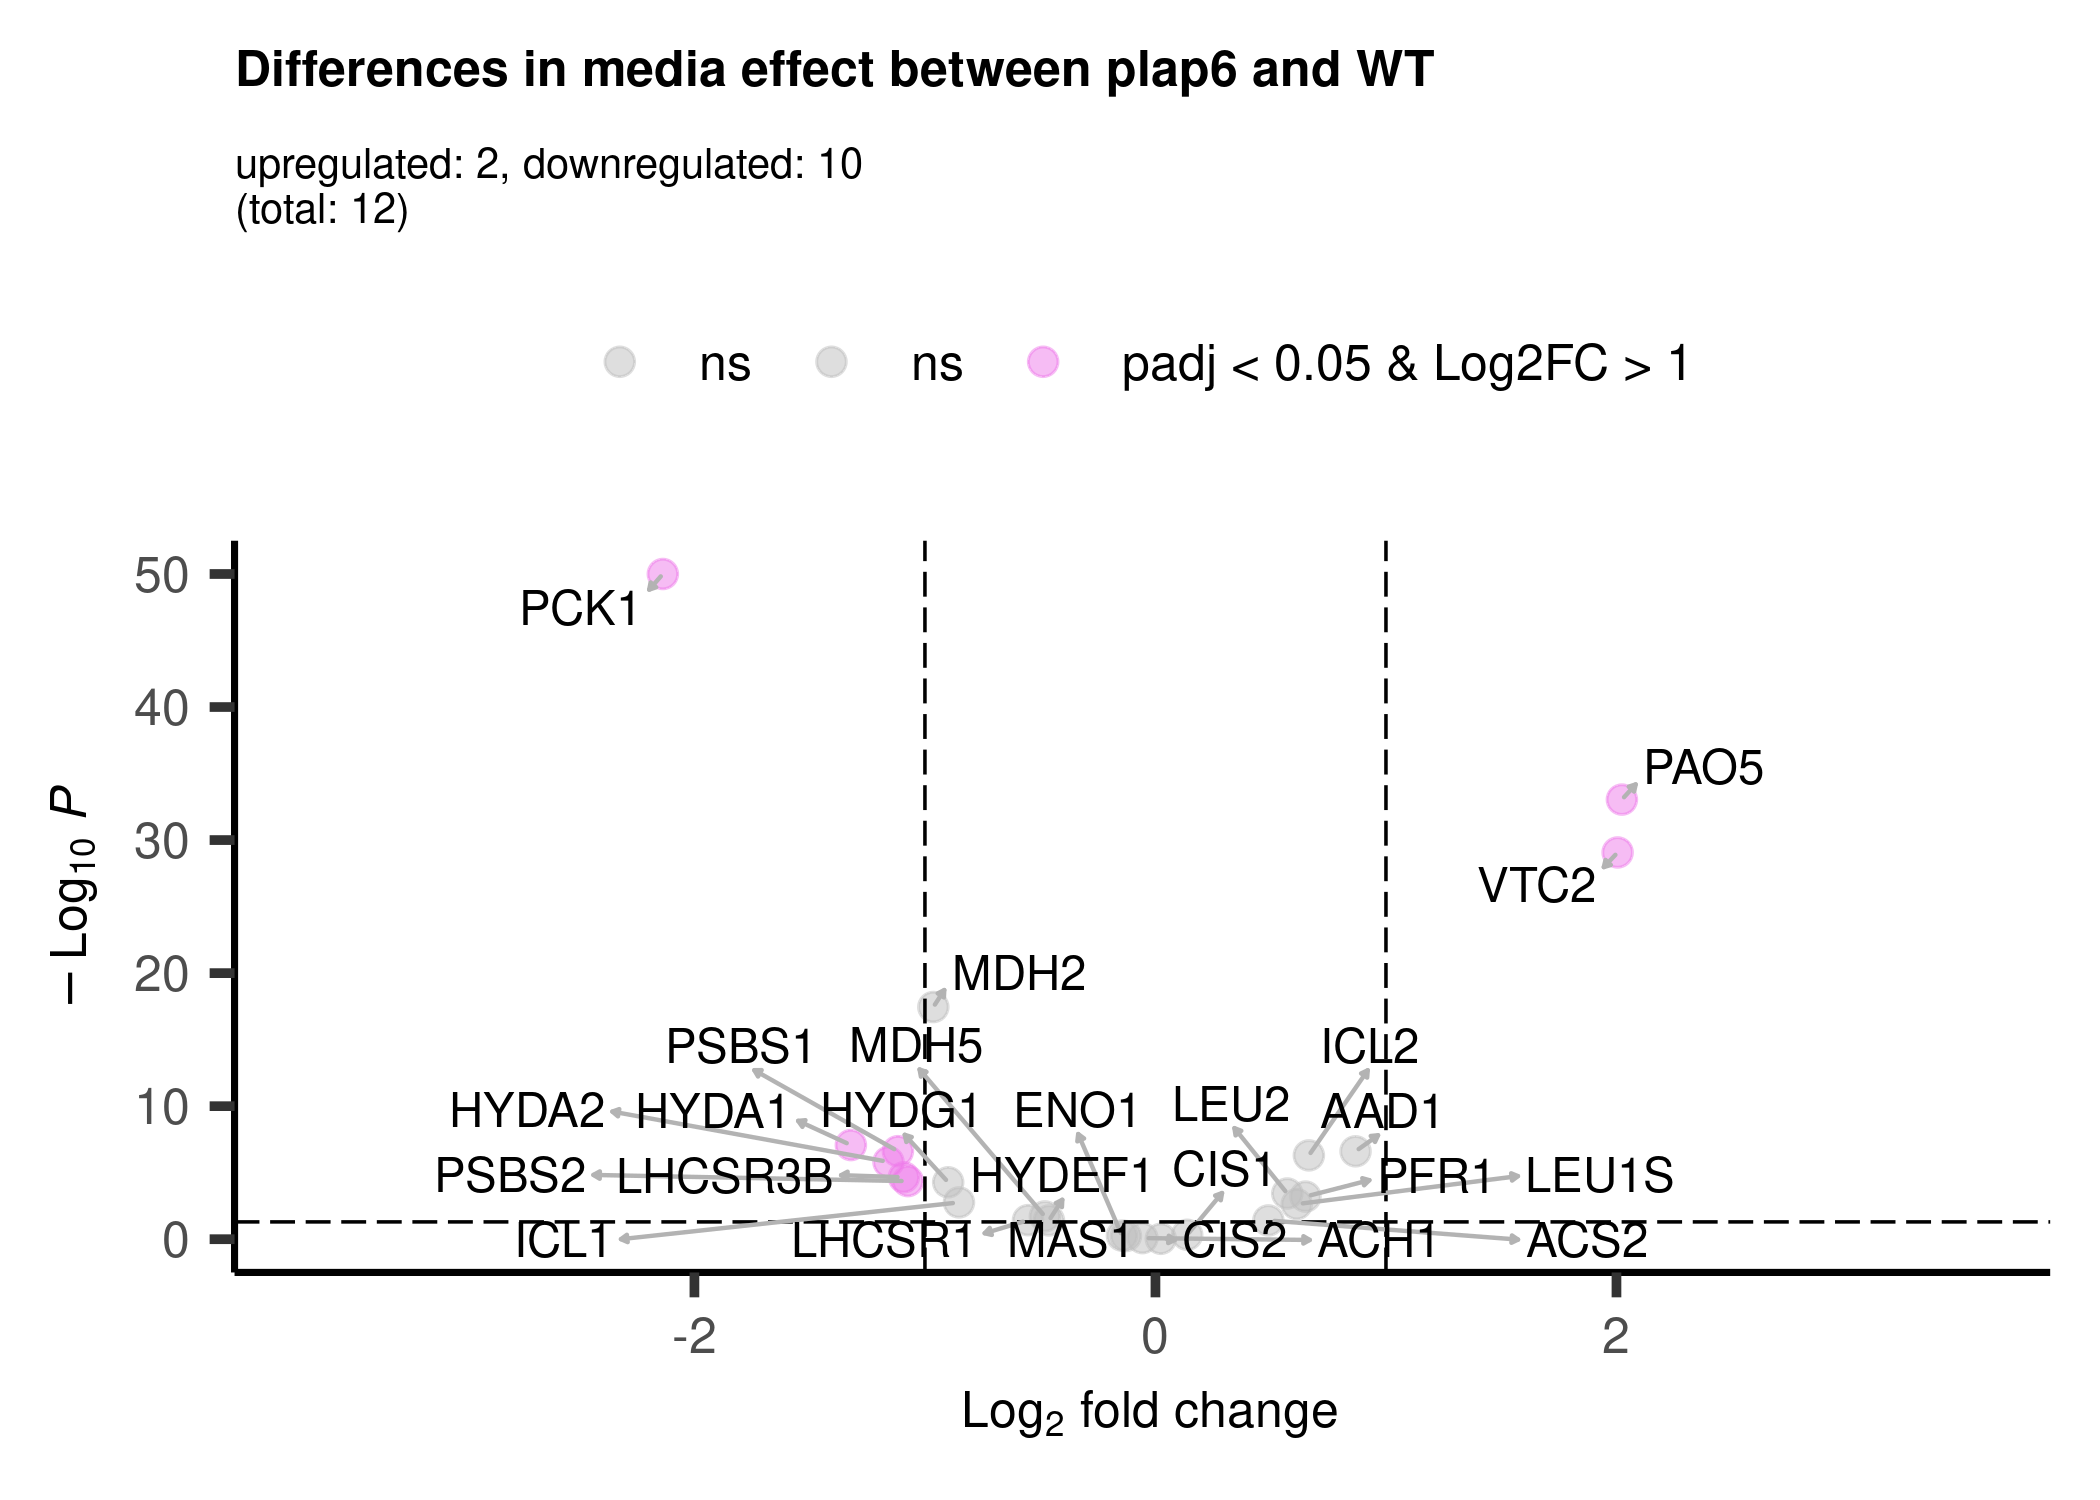 Differences in media effect between plap6 and WT
upregulated: 2, downregulated: 10
(total: 12)
ns ns padj < 0.05 & Log2FC > 1
50
40
30
20
10
0
− Log10 P
PCK1
PAO5
VTC2
MDH2
PSBS1 MDH5 ICL2
HYDA2 HYDA1 HYDG1 ENO1 LEU2 AAD1
PSBS2 LHCSR3B HYDEF1 CIS1 PFR1 LEU1S
ICL1 LHCSR1 MAS1 CIS2 ACH1 ACS2
-2 0 2
Log2 fold change